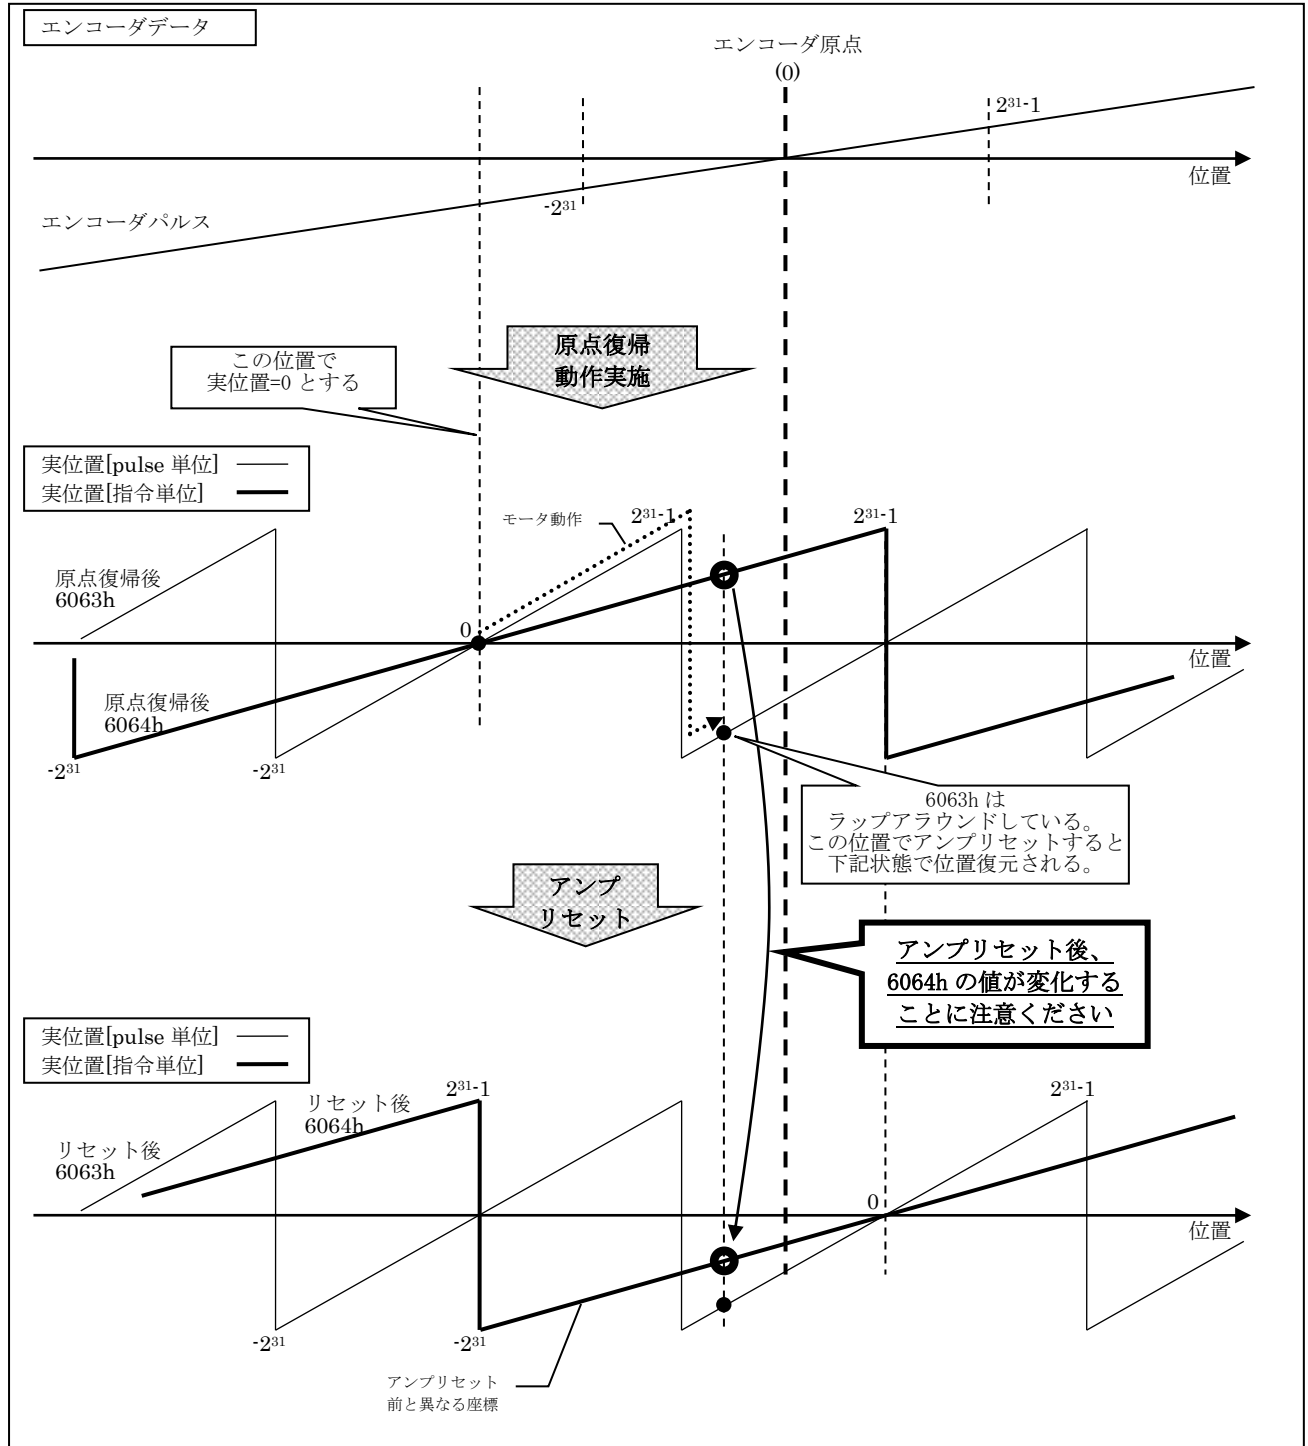 エンコーダデータ
エンコーダ原点
(0)
2³¹-1
位置
-2³¹
エンコーダパルス
原点復帰
動作実施
この位置で
実位置=0 とする
実位置[pulse 単位]
実位置[指令単位]
モータ動作
2³¹-1
2³¹-1
原点復帰後
6063h
0
位置
原点復帰後
6064h
-2³¹
-2³¹
6063h は
ラップアラウンドしている。
この位置でアンプリセットすると
下記状態で位置復元される。
アンプ
リセット
アンプリセット後、
6064h の値が変化する
ことに注意ください
実位置[pulse 単位]
実位置[指令単位]
2³¹-1
2³¹-1
リセット後
6064h
リセット後
6063h
0
位置
-2³¹
-2³¹
アンプリセット
前と異なる座標